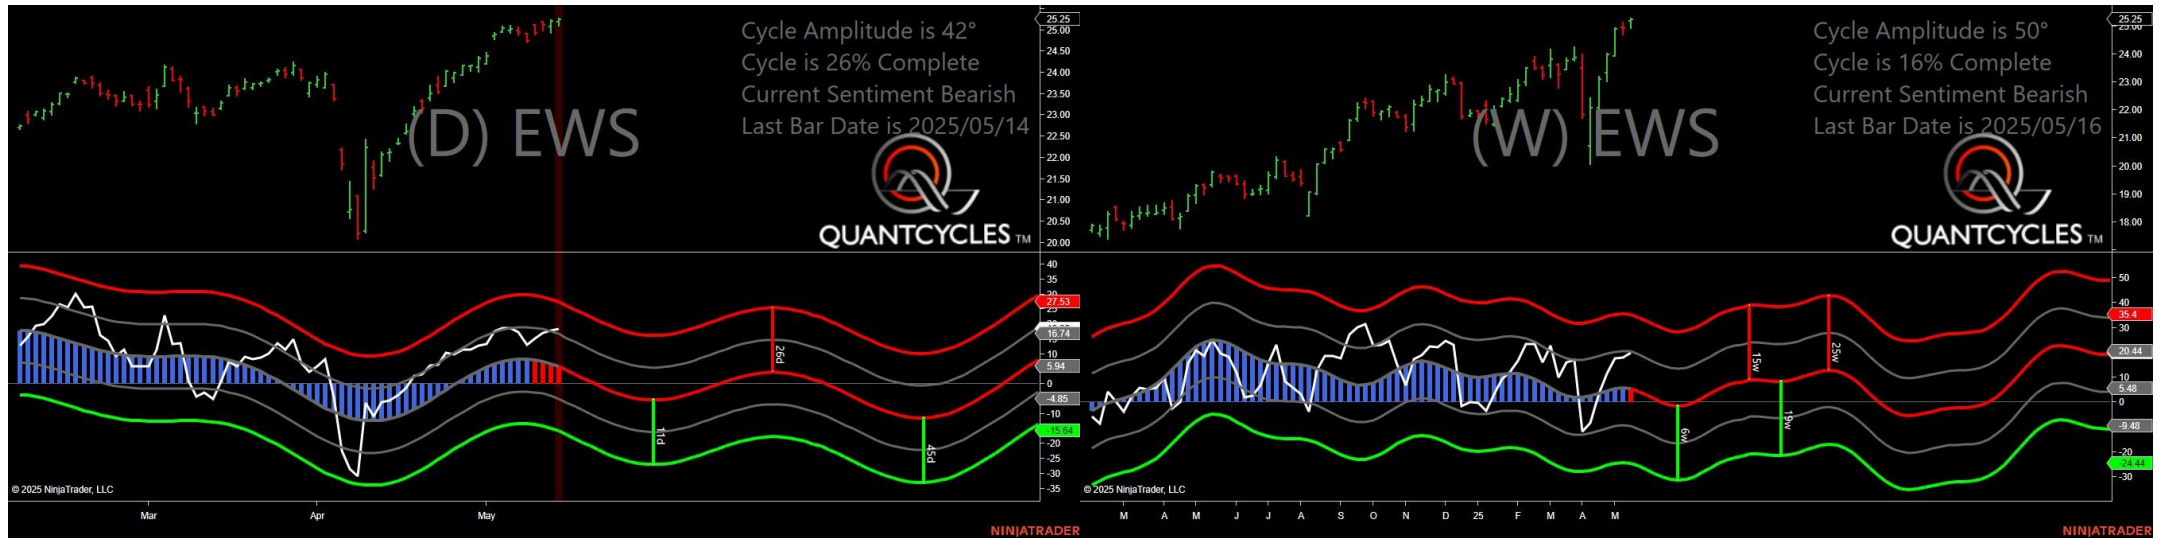 Cycle Amplitude is 42°
Cycle is 26% Complete
Current Sentiment Bearish
Last Bar Date is 2025/05/14
(D) EWS
QUANTCYCLES TM
25.25
25.00
24.50
24.00
23.50
23.00
22.50
22.00
21.50
21.00
20.50
20.00
40
35
27.53
16.74
10
5.94
0
-4.85
-10
-15.64
-20
-25
-30
-35
11d
26d
45d
© 2025 NinjaTrader, LLC
Mar
Apr
May
NINJATRADER
Cycle Amplitude is 50°
Cycle is 16% Complete
Current Sentiment Bearish
Last Bar Date is 2025/05/16
(W) EWS
QUANTCYCLES TM
25.25
25.00
24.00
23.00
22.00
21.00
20.00
19.00
18.00
50
40
35.4
30
20.44
10
5.48
0
-9.48
-20
-24.44
-30
6w
15w
19w
25w
© 2025 NinjaTrader, LLC
M A M J J A S O N D 25 F M A M
NINJATRADER